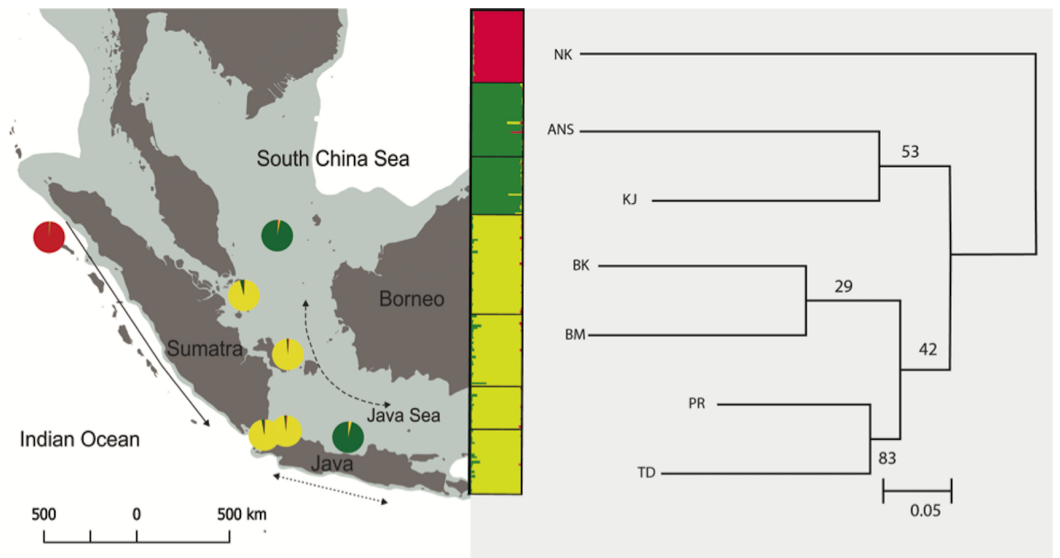 South China Sea
Borneo
Sumatra
Java Sea
Indian Ocean
Java
500 0 500 km
NK
ANS
53
KJ
BK
29
BM
42
PR
83
TD
0.05